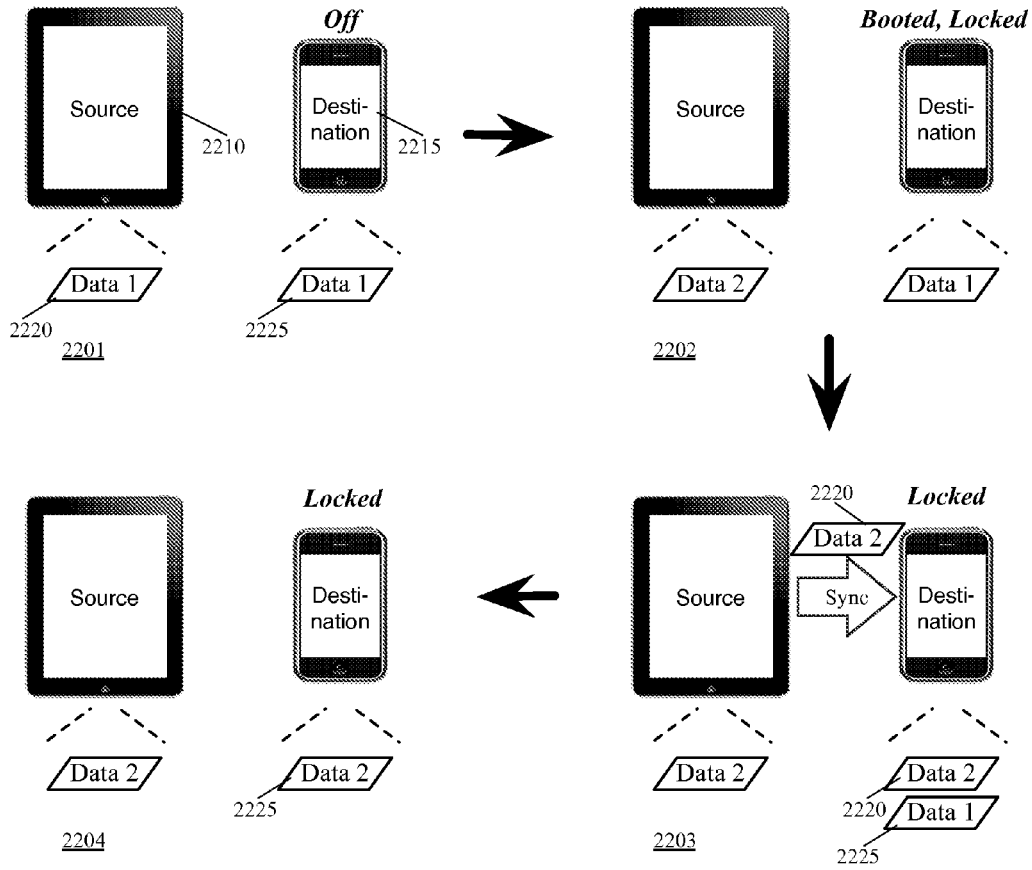 Off
Source
Desti-
nation
2210
2215
Data 1
Data 1
2220
2225
2201
Booted, Locked
Source
Desti-
nation
Data 2
Data 1
2202
Locked
Source
Desti-
nation
Data 2
Data 2
2225
2204
2220
Locked
Data 2
Source
Sync
Desti-
nation
Data 2
Data 2
2220
Data 1
2225
2203